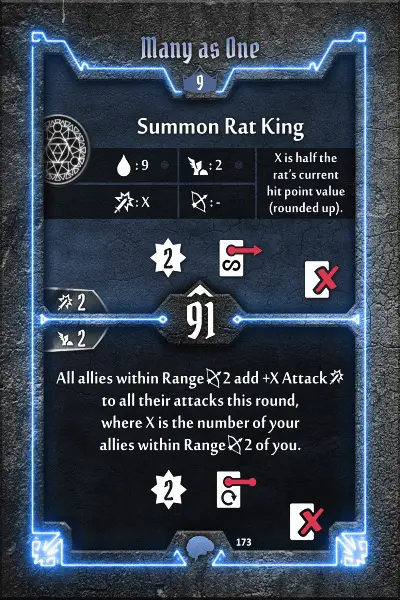 Many as One
9
Summon Rat King
: 9
: 2
X is half the
rat's current
hit point value
(rounded up).
: X
: -
2
2
91
2
All allies within Range 2 add +X Attack
to all their attacks this round,
where X is the number of your
allies within Range 2 of you.
2
173